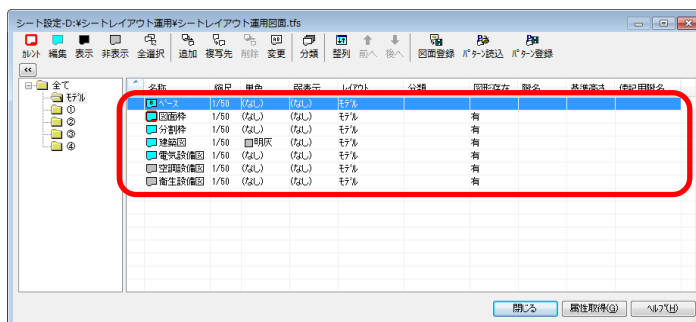 シート設定-D:¥シートレイアウト運用¥シートレイアウト運用図面.tfs
ｶﾚﾝﾄ 編集 表示 非表示 全選択 追加 複写先 削除 変更 分類 整列 前へ 後へ 図面登録 ﾊﾟﾀｰﾝ読込 ﾊﾟﾀｰﾝ登録
<<
全て
ﾓﾃﾞﾙ
①
②
③
④
名称 縮尺 単色 弱表示 ﾚｲｱｳﾄ 分類 図形存在 階名 基準高さ 傍記用階名
ﾍﾞｰｽ 1/50 (なし) (なし) ﾓﾃﾞﾙ
図面枠 1/50 (なし) (なし) ﾓﾃﾞﾙ 有
分割枠 1/50 (なし) (なし) ﾓﾃﾞﾙ 有
建築図 1/50 明灰 (なし) ﾓﾃﾞﾙ 有
電気設備図 1/50 (なし) (なし) ﾓﾃﾞﾙ 有
空調設備図 1/50 (なし) (なし) ﾓﾃﾞﾙ 有
衛生設備図 1/50 (なし) (なし) ﾓﾃﾞﾙ 有
閉じる 属性取得(G) ﾍﾙﾌﾟ(H)